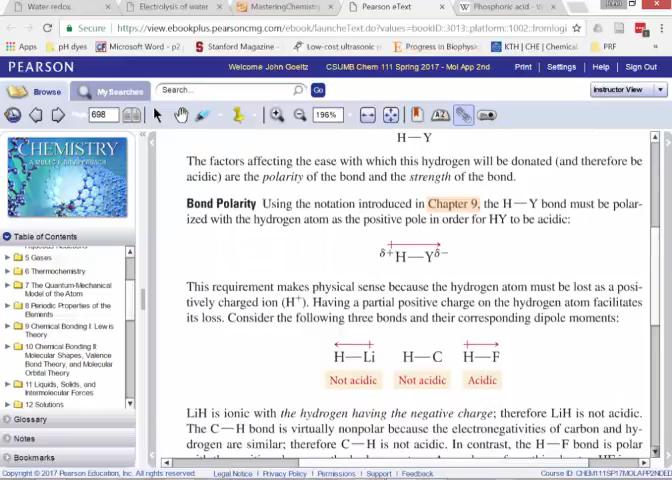 Water redox
Electrolysis of water
MasteringChemistry
Pearson eText
Phosphoric acid - W
Secure
https://view.ebookplus.pearsoncmg.com/ebook/launcheText.do?values=bookID::3013::platform::1002::fromlogi
Apps
pH dyes
Microsoft Word - p2
Stanford Magazine -
Low-cost ultrasonic
Progress in Biophysic
KTH | CHE | Chemical
PRF
PEARSON
Welcome John Goeltz
CSUMB Chem 111 Spring 2017 - Mol App 2nd
Print | Settings | Help | Sign Out
Browse
My Searches
Search...
Go
Instructor View
698
196%
H—Y
CHEMISTRY
A MOLECULAR APPROACH
The factors affecting the ease with which this hydrogen will be donated (and therefore be
acidic) are the polarity of the bond and the strength of the bond.
Bond Polarity Using the notation introduced in Chapter 9, the H—Y bond must be polar-
ized with the hydrogen atom as the positive pole in order for HY to be acidic:
δ+H—Yδ−
This requirement makes physical sense because the hydrogen atom must be lost as a posi-
tively charged ion (H+). Having a partial positive charge on the hydrogen atom facilitates
its loss. Consider the following three bonds and their corresponding dipole moments:
H—Li H—C H—F
Not acidic Not acidic Acidic
LiH is ionic with the hydrogen having the negative charge; therefore LiH is not acidic.
The C—H bond is virtually nonpolar because the electronegativities of carbon and hy-
drogen are similar; therefore C—H is not acidic. In contrast, the H—F bond is polar
Table of Contents
5 Gases
6 Thermochemistry
7 The Quantum-Mechanical
Model of the Atom
8 Periodic Properties of the
Elements
9 Chemical Bonding I: Lewis
Theory
10 Chemical Bonding II:
Molecular Shapes, Valence
Bond Theory, and Molecular
Orbital Theory
11 Liquids, Solids, and
Intermolecular Forces
12 Solutions
Glossary
Notes
Bookmarks
Copyright © 2017 Pearson Education, Inc. All rights reserved.
Legal Notice | Privacy Policy | Permissions | Support | Feedback
Course ID: CHEM11SP17MOLAPP2NDED